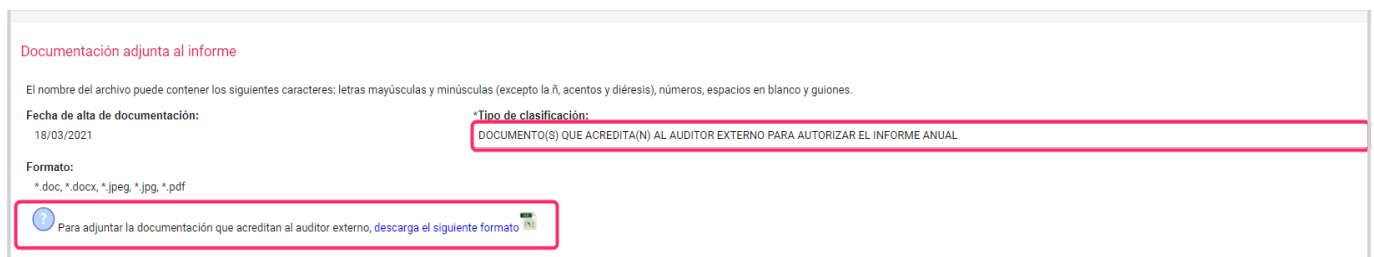 Documentación adjunta al informe
El nombre del archivo puede contener los siguientes caracteres: letras mayúsculas y minúsculas (excepto la ñ, acentos y diéresis), números, espacios en blanco y guiones.
Fecha de alta de documentación:
*Tipo de clasificación:
18/03/2021
DOCUMENTO(S) QUE ACREDITA(N) AL AUDITOR EXTERNO PARA AUTORIZAR EL INFORME ANUAL
Formato:
*.doc, *.docx, *.jpeg, *.jpg, *.pdf
? Para adjuntar la documentación que acreditan al auditor externo, descarga el siguiente formato